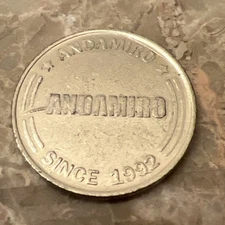 ☆ ANDAMIRO ☆
ANDAMIRO
SINCE 1992